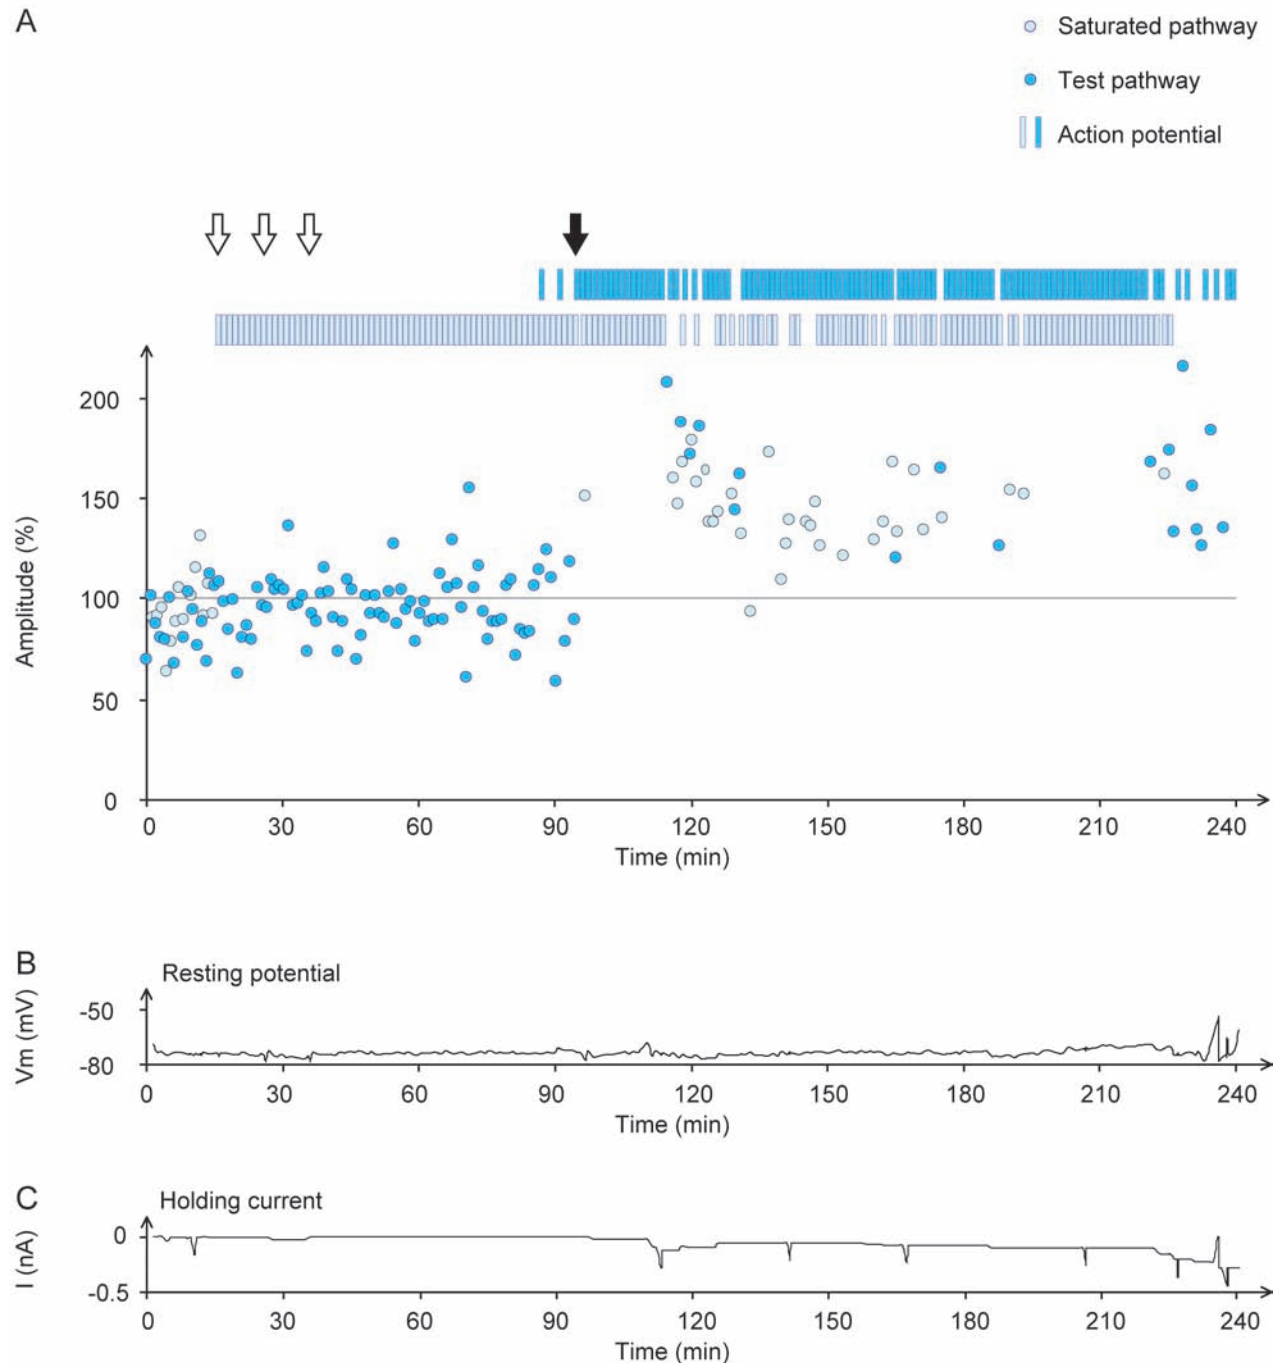 A
Saturated pathway
Test pathway
Action potential
200
150
100
50
0
Amplitude (%)
0 30 60 90 120 150 180 210 240
Time (min)
B
Resting potential
-50
-80
Vm (mV)
0 30 60 90 120 150 180 210 240
Time (min)
C
Holding current
0
-0.5
I (nA)
0 30 60 90 120 150 180 210 240
Time (min)